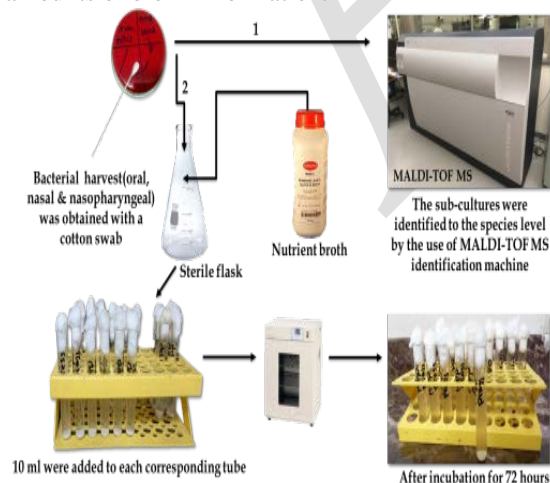 1
2
MALDI-TOF MS
Bacterial harvest(oral,
nasal & nasopharyngeal)
was obtained with a
cotton swab
Nutrient broth
The sub-cultures were
identified to the species level
by the use of MALDI-TOF MS
identification machine
Sterile flask
10 ml were added to each corresponding tube
After incubation for 72 hours